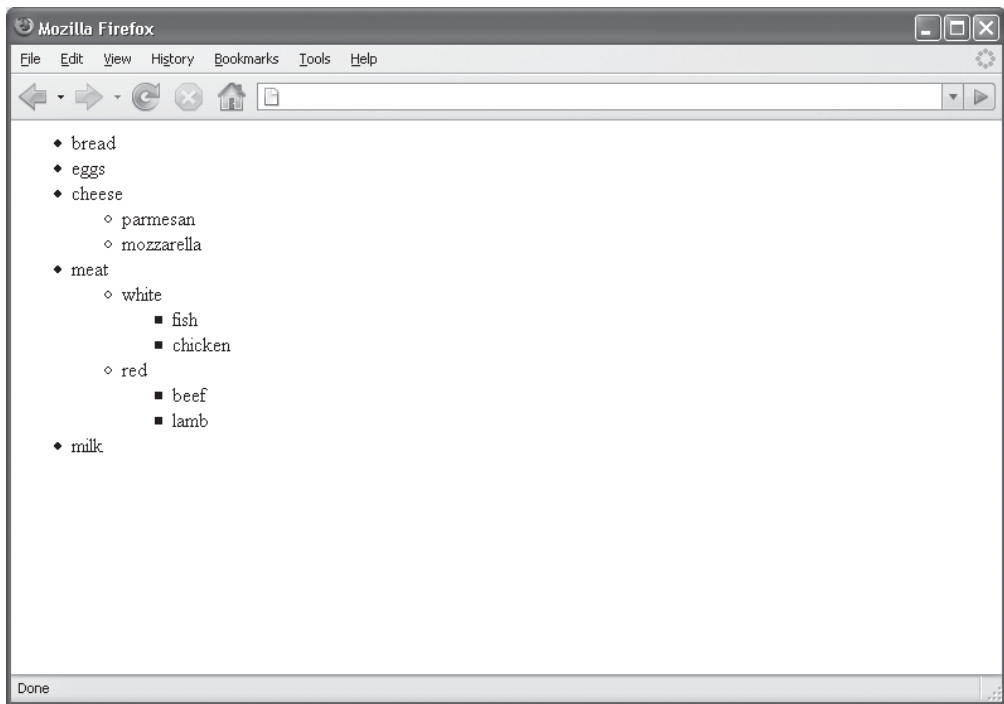 Mozilla Firefox
File Edit View History Bookmarks Tools Help
bread
eggs
cheese
parmesan
mozzarella
meat
white
fish
chicken
red
beef
lamb
milk
Done